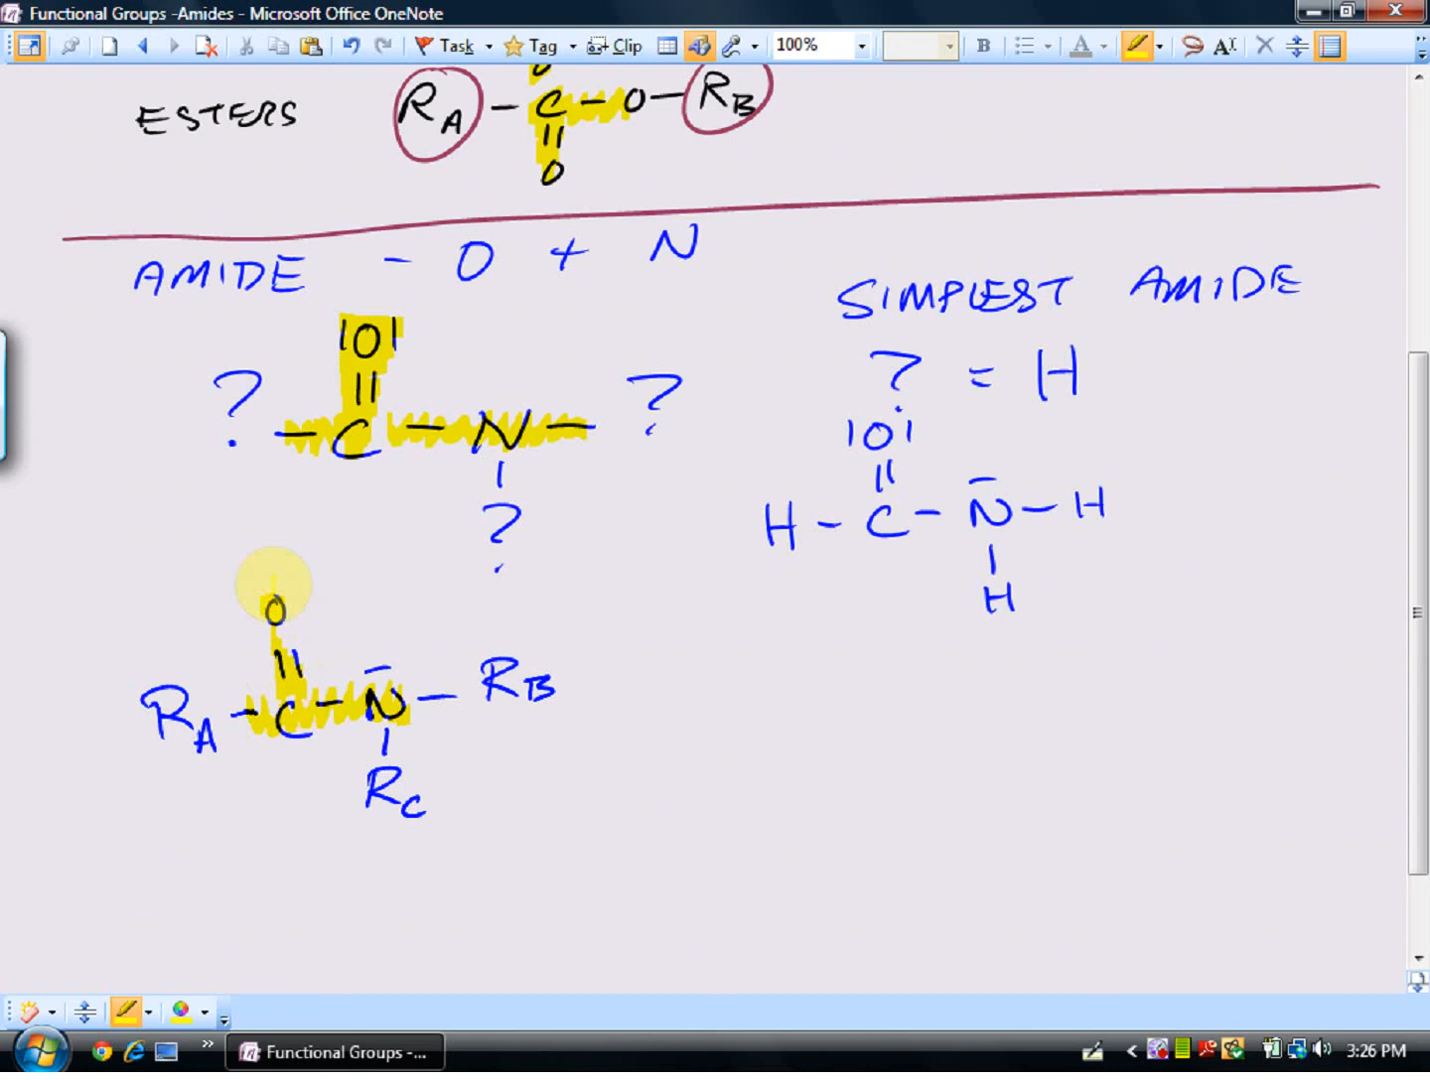 Functional Groups -Amides - Microsoft Office OneNote
Task Tag Clip 100% B A
O
ESTERS RA - C - O - RB
||
O
AMIDE - O + N
SIMPLEST AMIDE
? = H
|O|
||
? - C - N - ?
|
?
|O|
||
H - C - N - H
|
H
O
||
RA - C - N - RB
|
RC
Functional Groups -...
3:26 PM